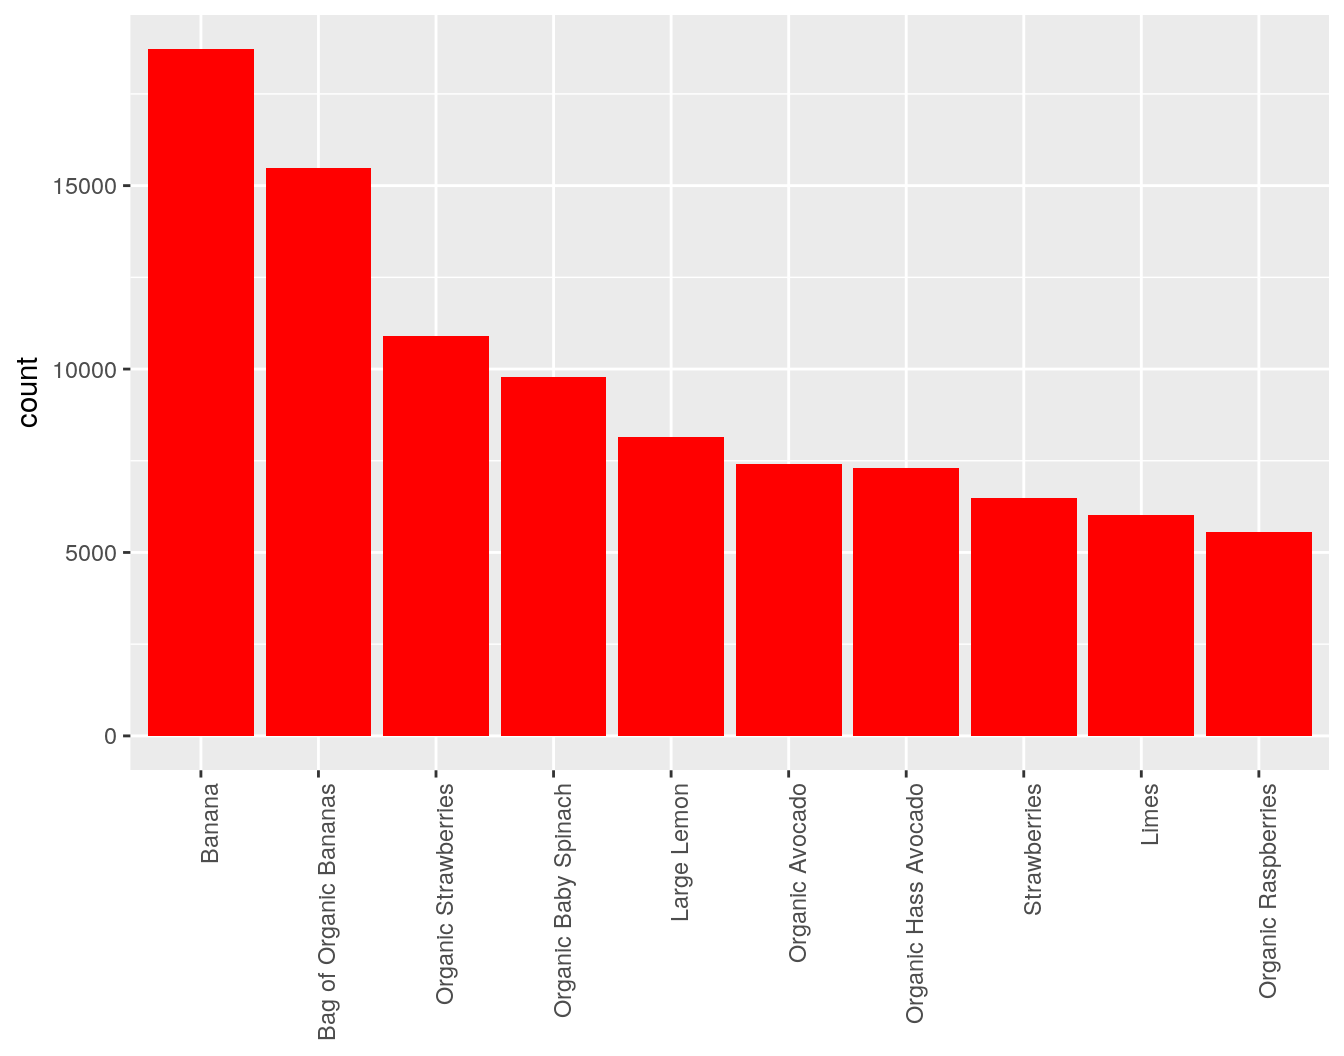 count
15000
10000
5000
0
Banana
Bag of Organic Bananas
Organic Strawberries
Organic Baby Spinach
Large Lemon
Organic Avocado
Organic Hass Avocado
Strawberries
Limes
Organic Raspberries